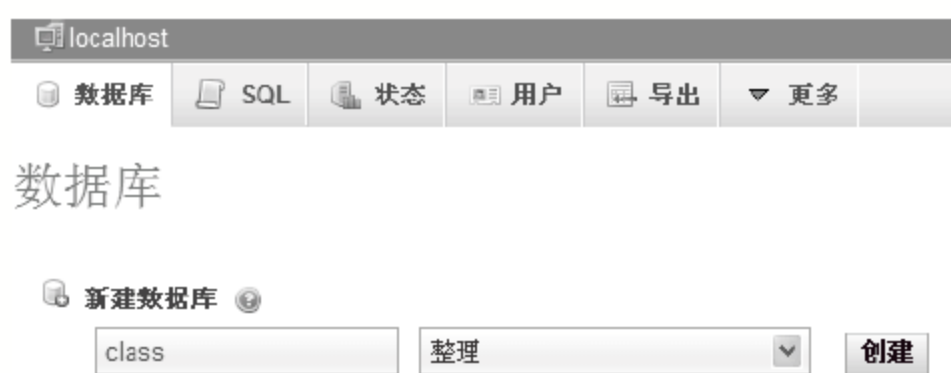 localhost
数据库 SQL 状态 用户 导出 更多
数据库
新建数据库
class 整理 创建